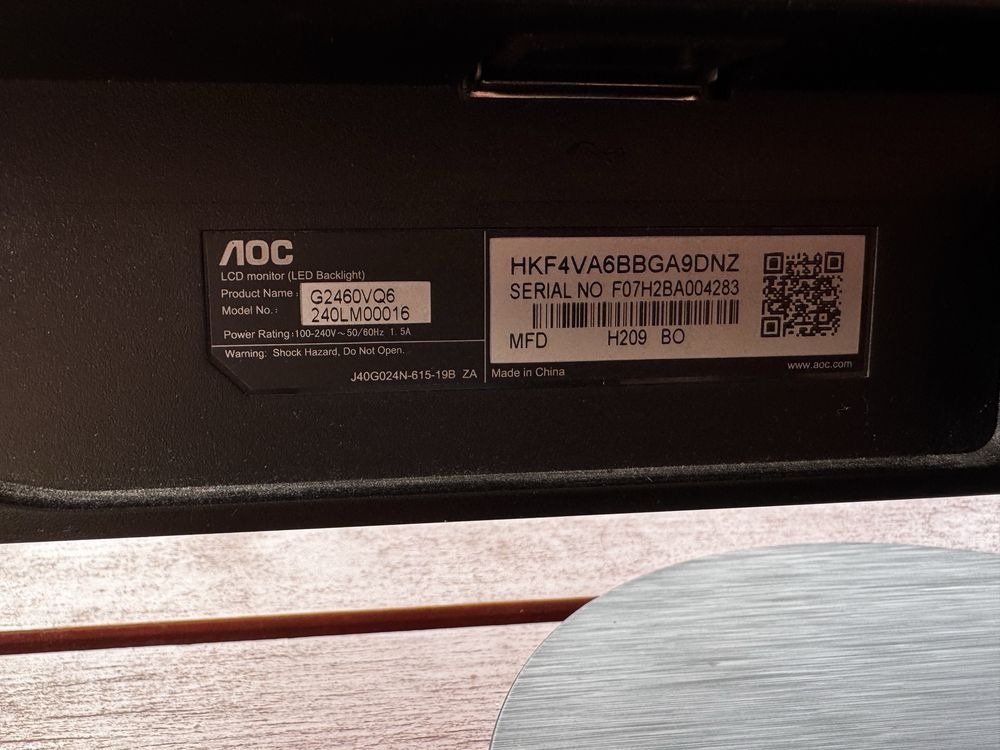 AOC
LCD monitor (LED Backlight)
Product Name : G2460VQ6
Model No. : 240LM00016
Power Rating :100-240V～50/60Hz 1.5A
Warning: Shock Hazard, Do Not Open.
J40G024N-615-19B ZA
HKF4VA6BBGA9DNZ
SERIAL NO F07H2BA004283
MFD H209 BO
Made in China
www.aoc.com